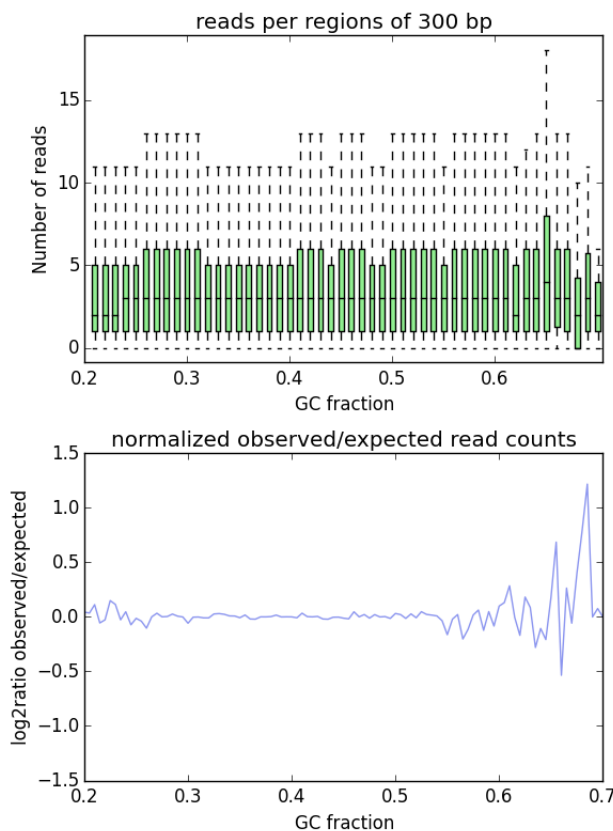 reads per regions of 300 bp
Number of reads
15
10
5
0
0.2 0.3 0.4 0.5 0.6
GC fraction
normalized observed/expected read counts
log2ratio observed/expected
1.5
1.0
0.5
0.0
−0.5
−1.0
−1.5
0.2 0.3 0.4 0.5 0.6 0.7
GC fraction